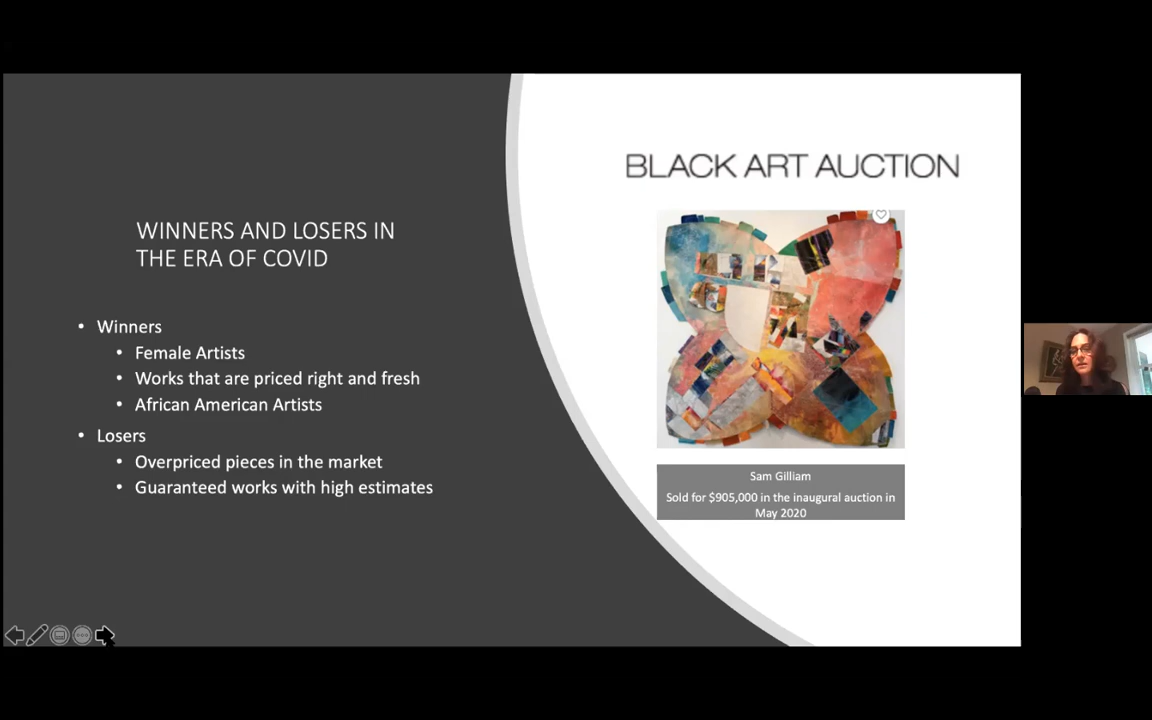 WINNERS AND LOSERS IN
THE ERA OF COVID
• Winners
• Female Artists
• Works that are priced right and fresh
• African American Artists
• Losers
• Overpriced pieces in the market
• Guaranteed works with high estimates
BLACK ART AUCTION
Sam Gilliam
Sold for $905,000 in the inaugural auction in
May 2020